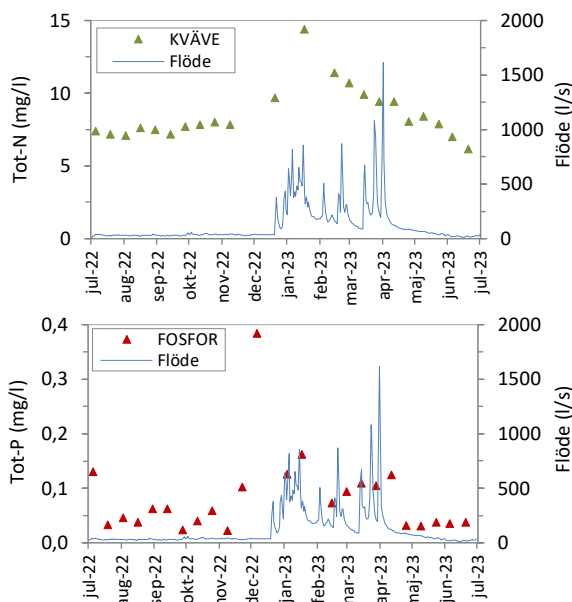 15
10
5
0
Tot-N (mg/l)
KVÄVE
Flöde
2000
1500
1000
500
0
Flöde (l/s)
jul-22
aug-22
sep-22
okt-22
nov-22
dec-22
jan-23
feb-23
mar-23
apr-23
maj-23
jun-23
jul-23
0,4
0,3
0,2
0,1
0,0
Tot-P (mg/l)
FOSFOR
Flöde
2000
1500
1000
500
0
Flöde (l/s)
jul-22
aug-22
sep-22
okt-22
nov-22
dec-22
jan-23
feb-23
mar-23
apr-23
maj-23
jun-23
jul-23